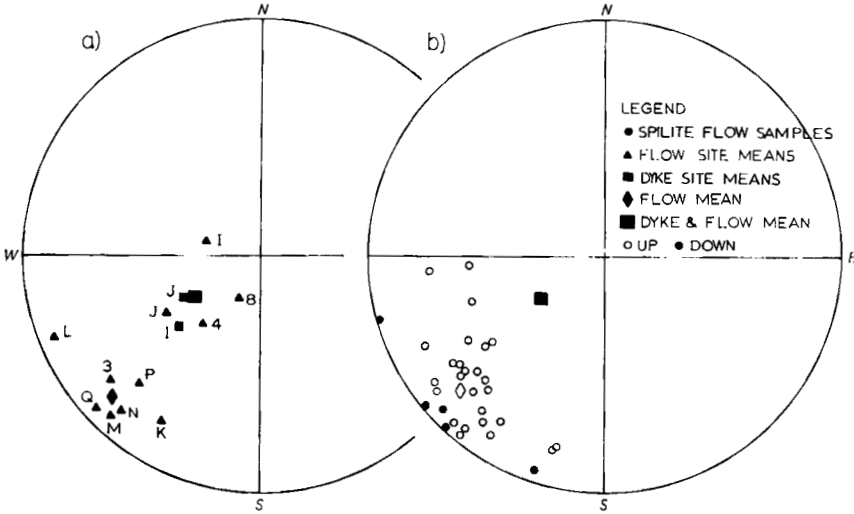 a)
N
b)
N
LEGEND
SPILITE FLOW SAMPLES
FLOW SITE MEANS
DYKE SITE MEANS
FLOW MEAN
DYKE & FLOW MEAN
UP DOWN
W
I
J
8
J
4
I
L
3
P
Q
N
M
K
S
S